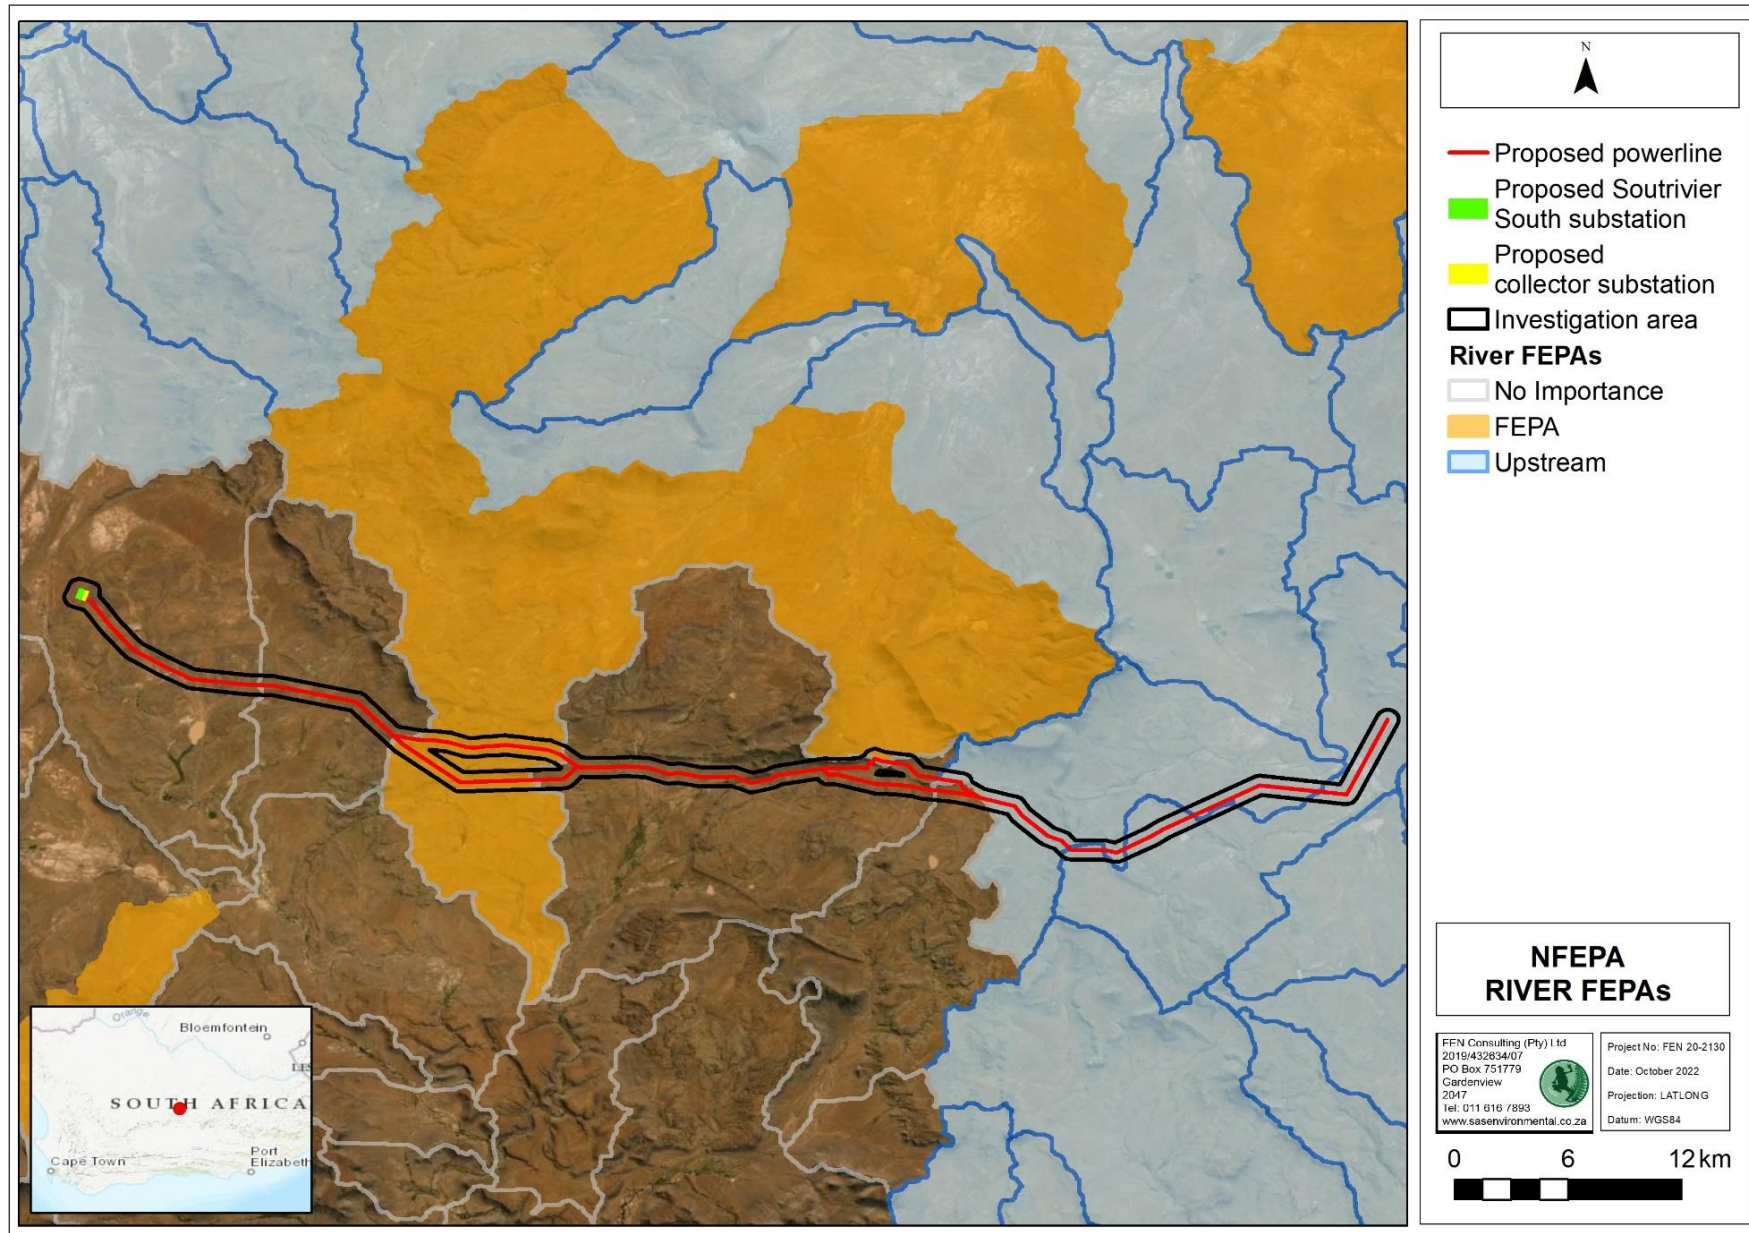 N
Proposed powerline
Proposed Soutrivier
South substation
Proposed
collector substation
Investigation area
River FEPAs
No Importance
FEPA
Upstream
NFEPA
RIVER FEPAs
FEN Consulting (Pty) Ltd
2019/432634/07
PO Box 751779
Gardenview
2047
Tel: 011 616 7893
www.sasenvironmental.co.za
Project No: FEN 20-2130
Date: October 2022
Projection: LATLONG
Datum: WGS84
0 6 12 km
Orange
Bloemfontein
LES
SOUTH AFRICA
Cape Town
Port
Elizabeth